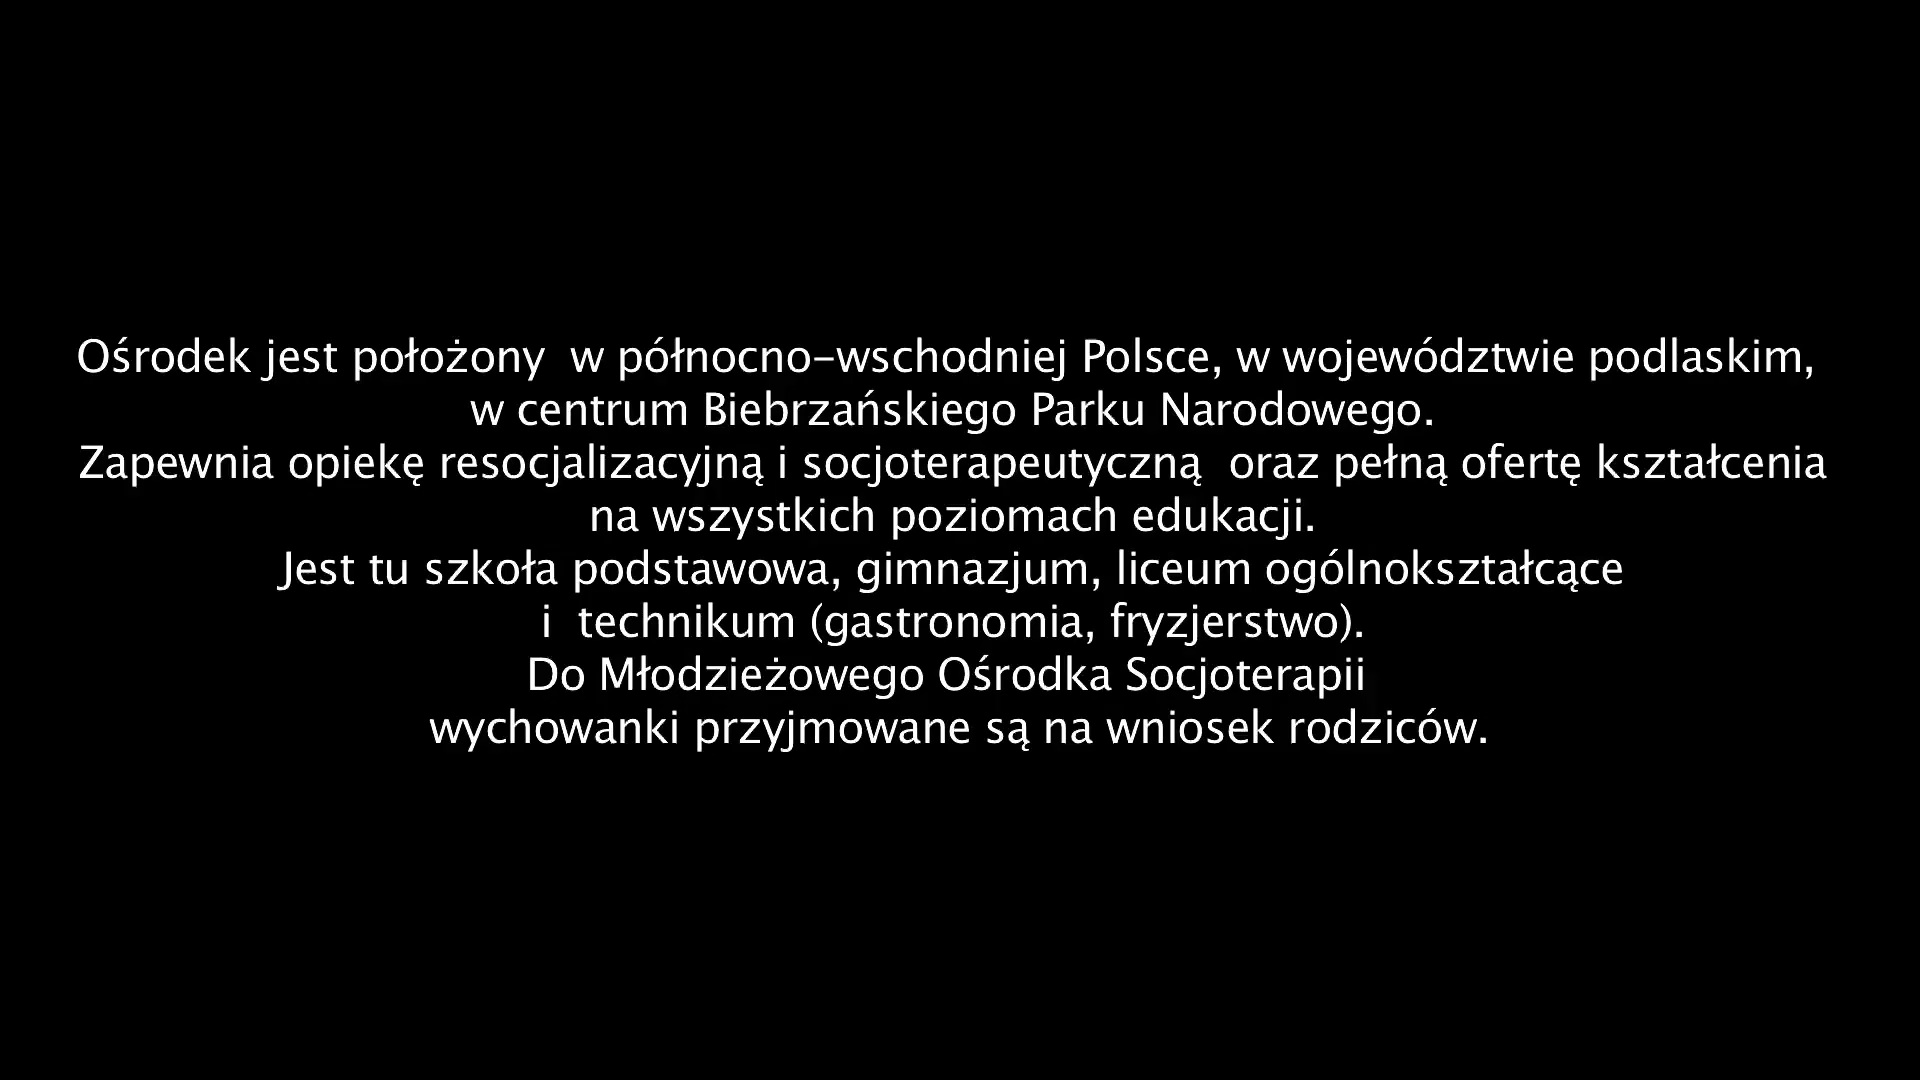 Ośrodek jest położony  w północno-wschodniej Polsce, w województwie podlaskim,
w centrum Biebrzańskiego Parku Narodowego.
Zapewnia opiekę resocjalizacyjną i socjoterapeutyczną  oraz pełną ofertę kształcenia
na wszystkich poziomach edukacji.
Jest tu szkoła podstawowa, gimnazjum, liceum ogólnokształcące
i  technikum (gastronomia, fryzjerstwo).
Do Młodzieżowego Ośrodka Socjoterapii
wychowanki przyjmowane są na wniosek rodziców.